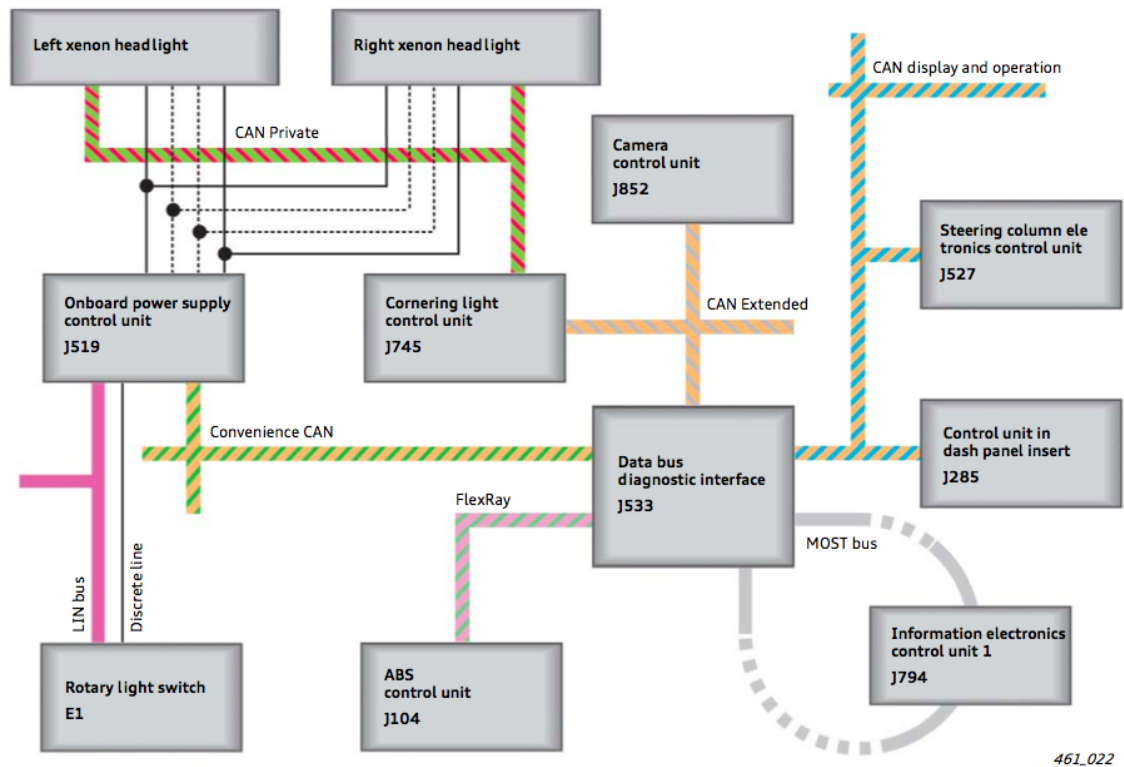 Left xenon headlight
Right xenon headlight
CAN display and operation
CAN Private
Camera
control unit
J852
Steering column ele
tronics control unit
J527
Onboard power supply
control unit
J519
Cornering light
control unit
J745
CAN Extended
Convenience CAN
Data bus
diagnostic interface
J533
Control unit in
dash panel insert
J285
FlexRay
MOST bus
LIN bus
Discrete line
Information electronics
control unit 1
J794
Rotary light switch
E1
ABS
control unit
J104
461_022